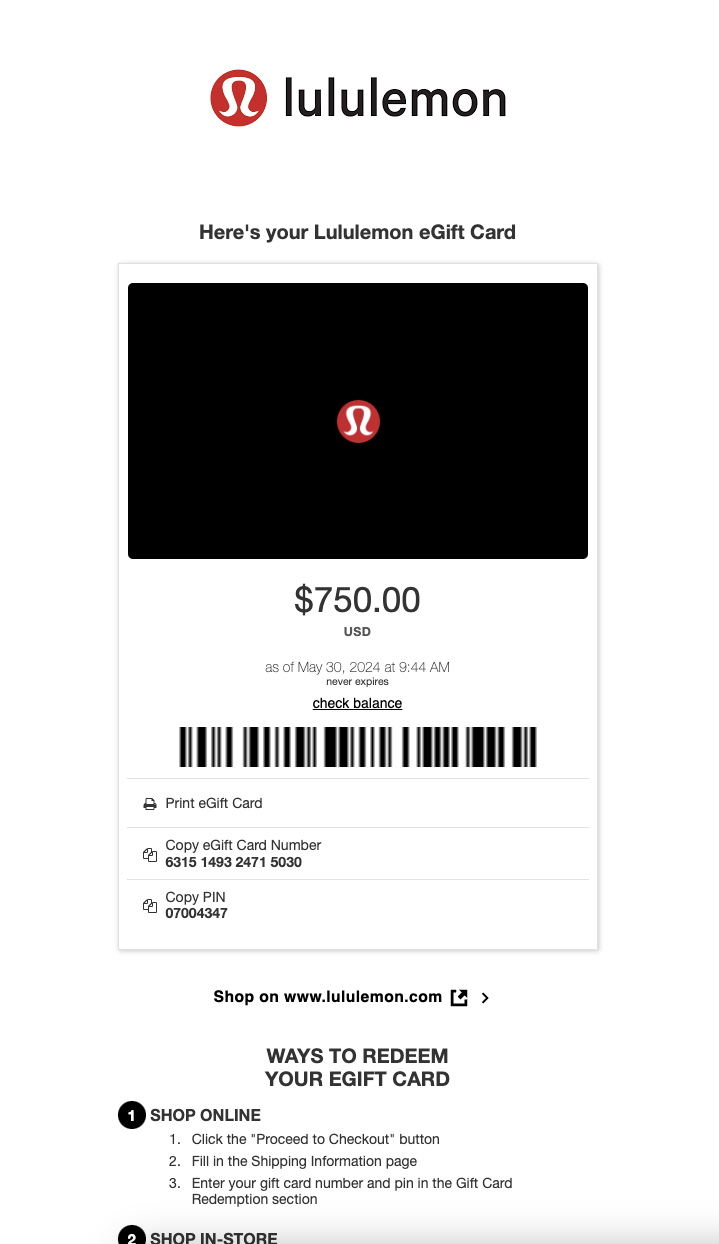 lululemon
Here's your Lululemon eGift Card
$750.00
USD
as of May 30, 2024 at 9:44 AM
never expires
check balance
Print eGift Card
Copy eGift Card Number
6315 1493 2471 5030
Copy PIN
07004347
Shop on www.lululemon.com
WAYS TO REDEEM
YOUR EGIFT CARD
1 SHOP ONLINE
1. Click the "Proceed to Checkout" button
2. Fill in the Shipping Information page
3. Enter your gift card number and pin in the Gift Card
Redemption section
2 SHOP IN-STORE